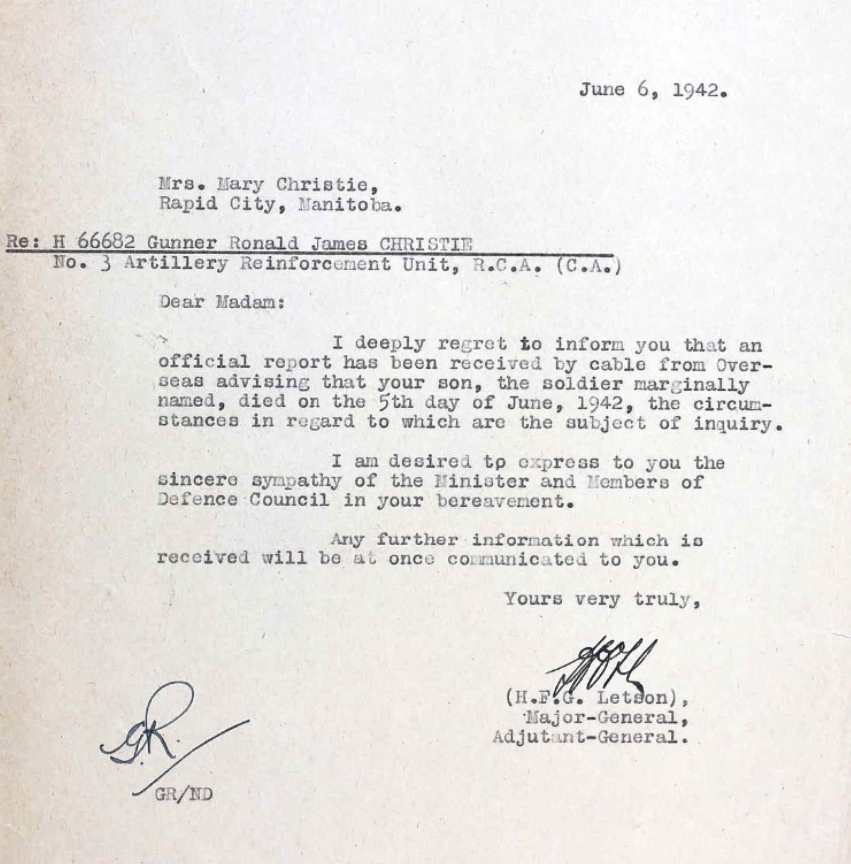 June 6, 1942.
Mrs. Mary Christie,
Rapid City, Manitoba.
Re: H 66682 Gunner Ronald James CHRISTIE
No. 3 Artillery Reinforcement Unit, R.C.A. (C.A.)
Dear Madam:
I deeply regret to inform you that an
official report has been received by cable from Over-
seas advising that your son, the soldier marginally
named, died on the 5th day of June, 1942, the circum-
stances in regard to which are the subject of inquiry.
I am desired tp express to you the
sincere sympathy of the Minister and Members of
Defence Council in your bereavement.
Any further information which is
received will be at once communicated to you.
Yours very truly,
(H.F.G. Letson),
Major-General,
Adjutant-General.
GR.
GR/ND